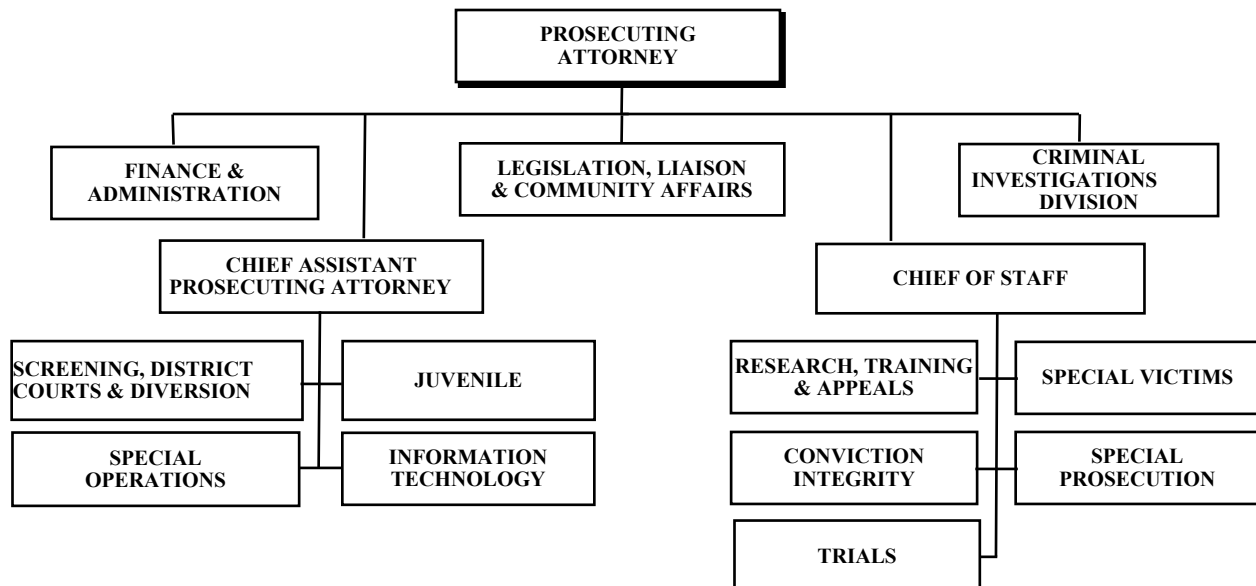 PROSECUTING
ATTORNEY
FINANCE &
ADMINISTRATION
LEGISLATION, LIAISON
& COMMUNITY AFFAIRS
CRIMINAL
INVESTIGATIONS
DIVISION
CHIEF ASSISTANT
PROSECUTING ATTORNEY
CHIEF OF STAFF
SCREENING, DISTRICT
COURTS & DIVERSION
JUVENILE
SPECIAL
OPERATIONS
INFORMATION
TECHNOLOGY
RESEARCH, TRAINING
& APPEALS
SPECIAL VICTIMS
CONVICTION
INTEGRITY
SPECIAL
PROSECUTION
TRIALS